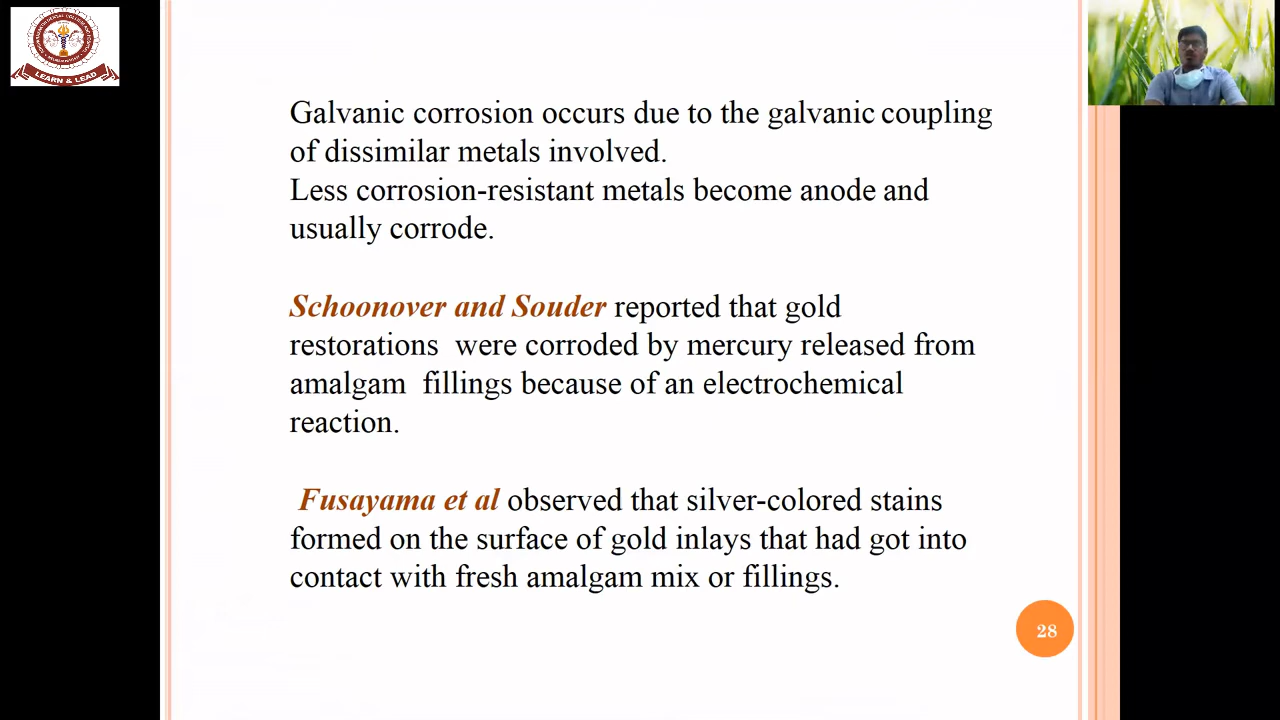 LEARN & LEAD
Galvanic corrosion occurs due to the galvanic coupling
of dissimilar metals involved.
Less corrosion-resistant metals become anode and
usually corrode.
Schoonover and Souder reported that gold
restorations were corroded by mercury released from
amalgam fillings because of an electrochemical
reaction.
Fusayama et al observed that silver-colored stains
formed on the surface of gold inlays that had got into
contact with fresh amalgam mix or fillings.
28